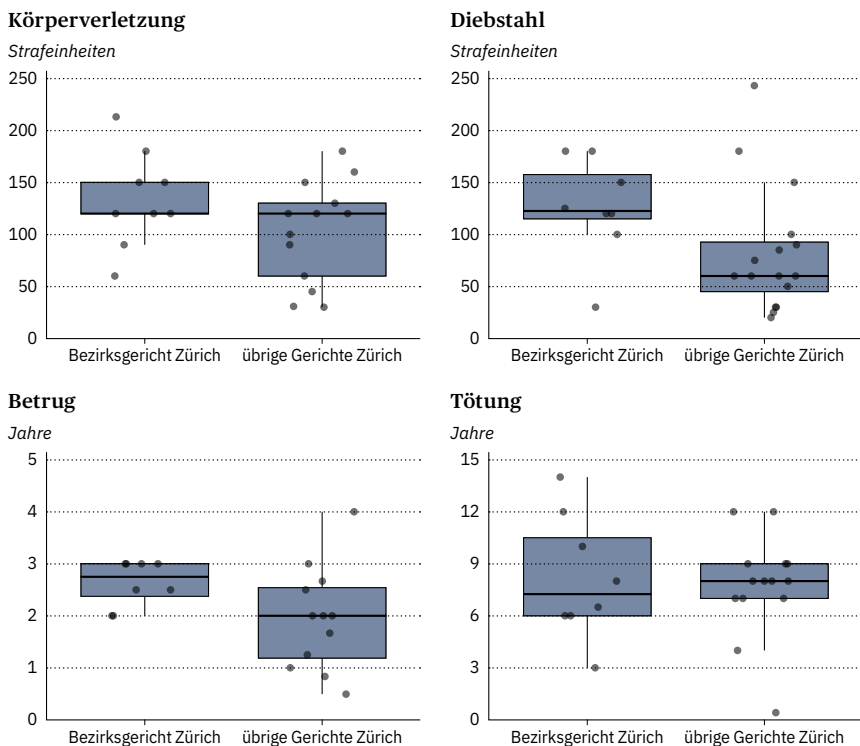 Körperverletzung
Strafeinheiten
250
200
150
100
50
0
Bezirksgericht Zürich übrige Gerichte Zürich
Diebstahl
Strafeinheiten
250
200
150
100
50
0
Bezirksgericht Zürich übrige Gerichte Zürich
Betrug
Jahre
5
4
3
2
1
0
Bezirksgericht Zürich übrige Gerichte Zürich
Tötung
Jahre
15
12
9
6
3
0
Bezirksgericht Zürich übrige Gerichte Zürich